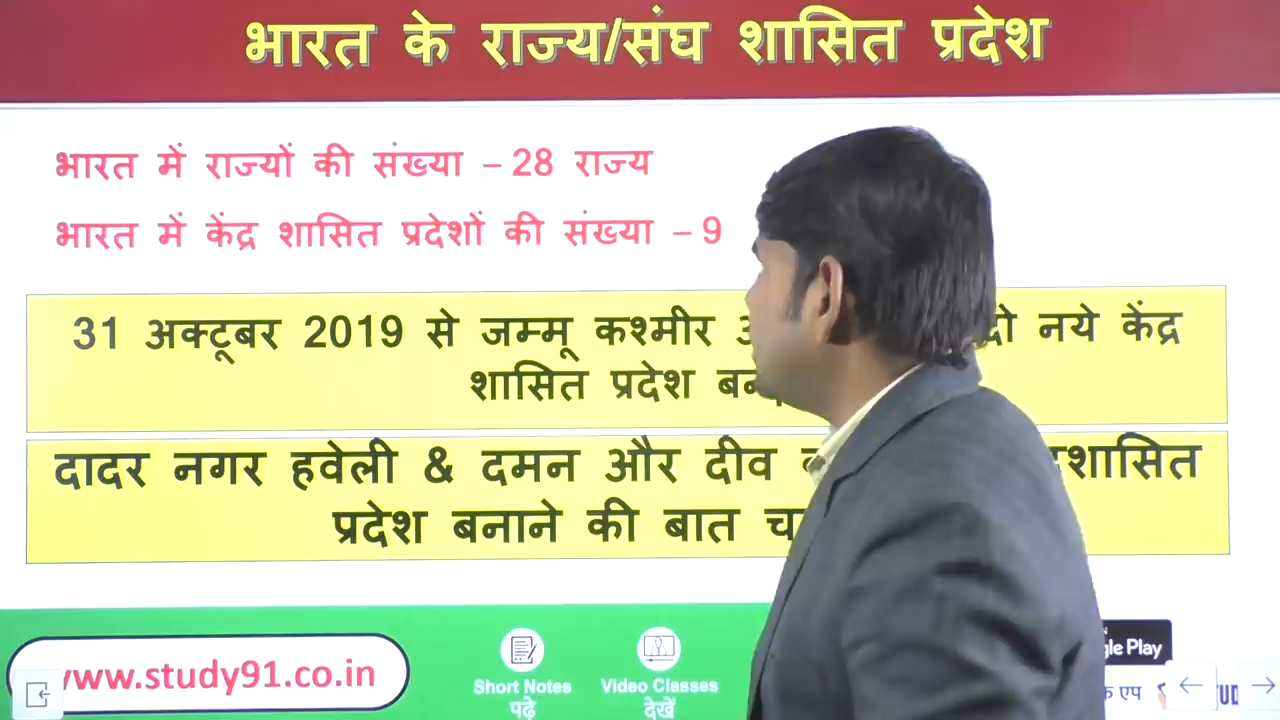 भारत के राज्य/संघ शासित प्रदेश
भारत में राज्यों की संख्या – 28 राज्य
भारत में केंद्र शासित प्रदेशों की संख्या – 9
31 अक्टूबर 2019 से जम्मू कश्मीर नये केंद्र
शासित प्रदेश
दादर नगर हवेली & दमन और दीव
प्रदेश बनाने की बात
www.study91.co.in
Short Notes
पढ़े
Video Classes
देखें
Play
एप